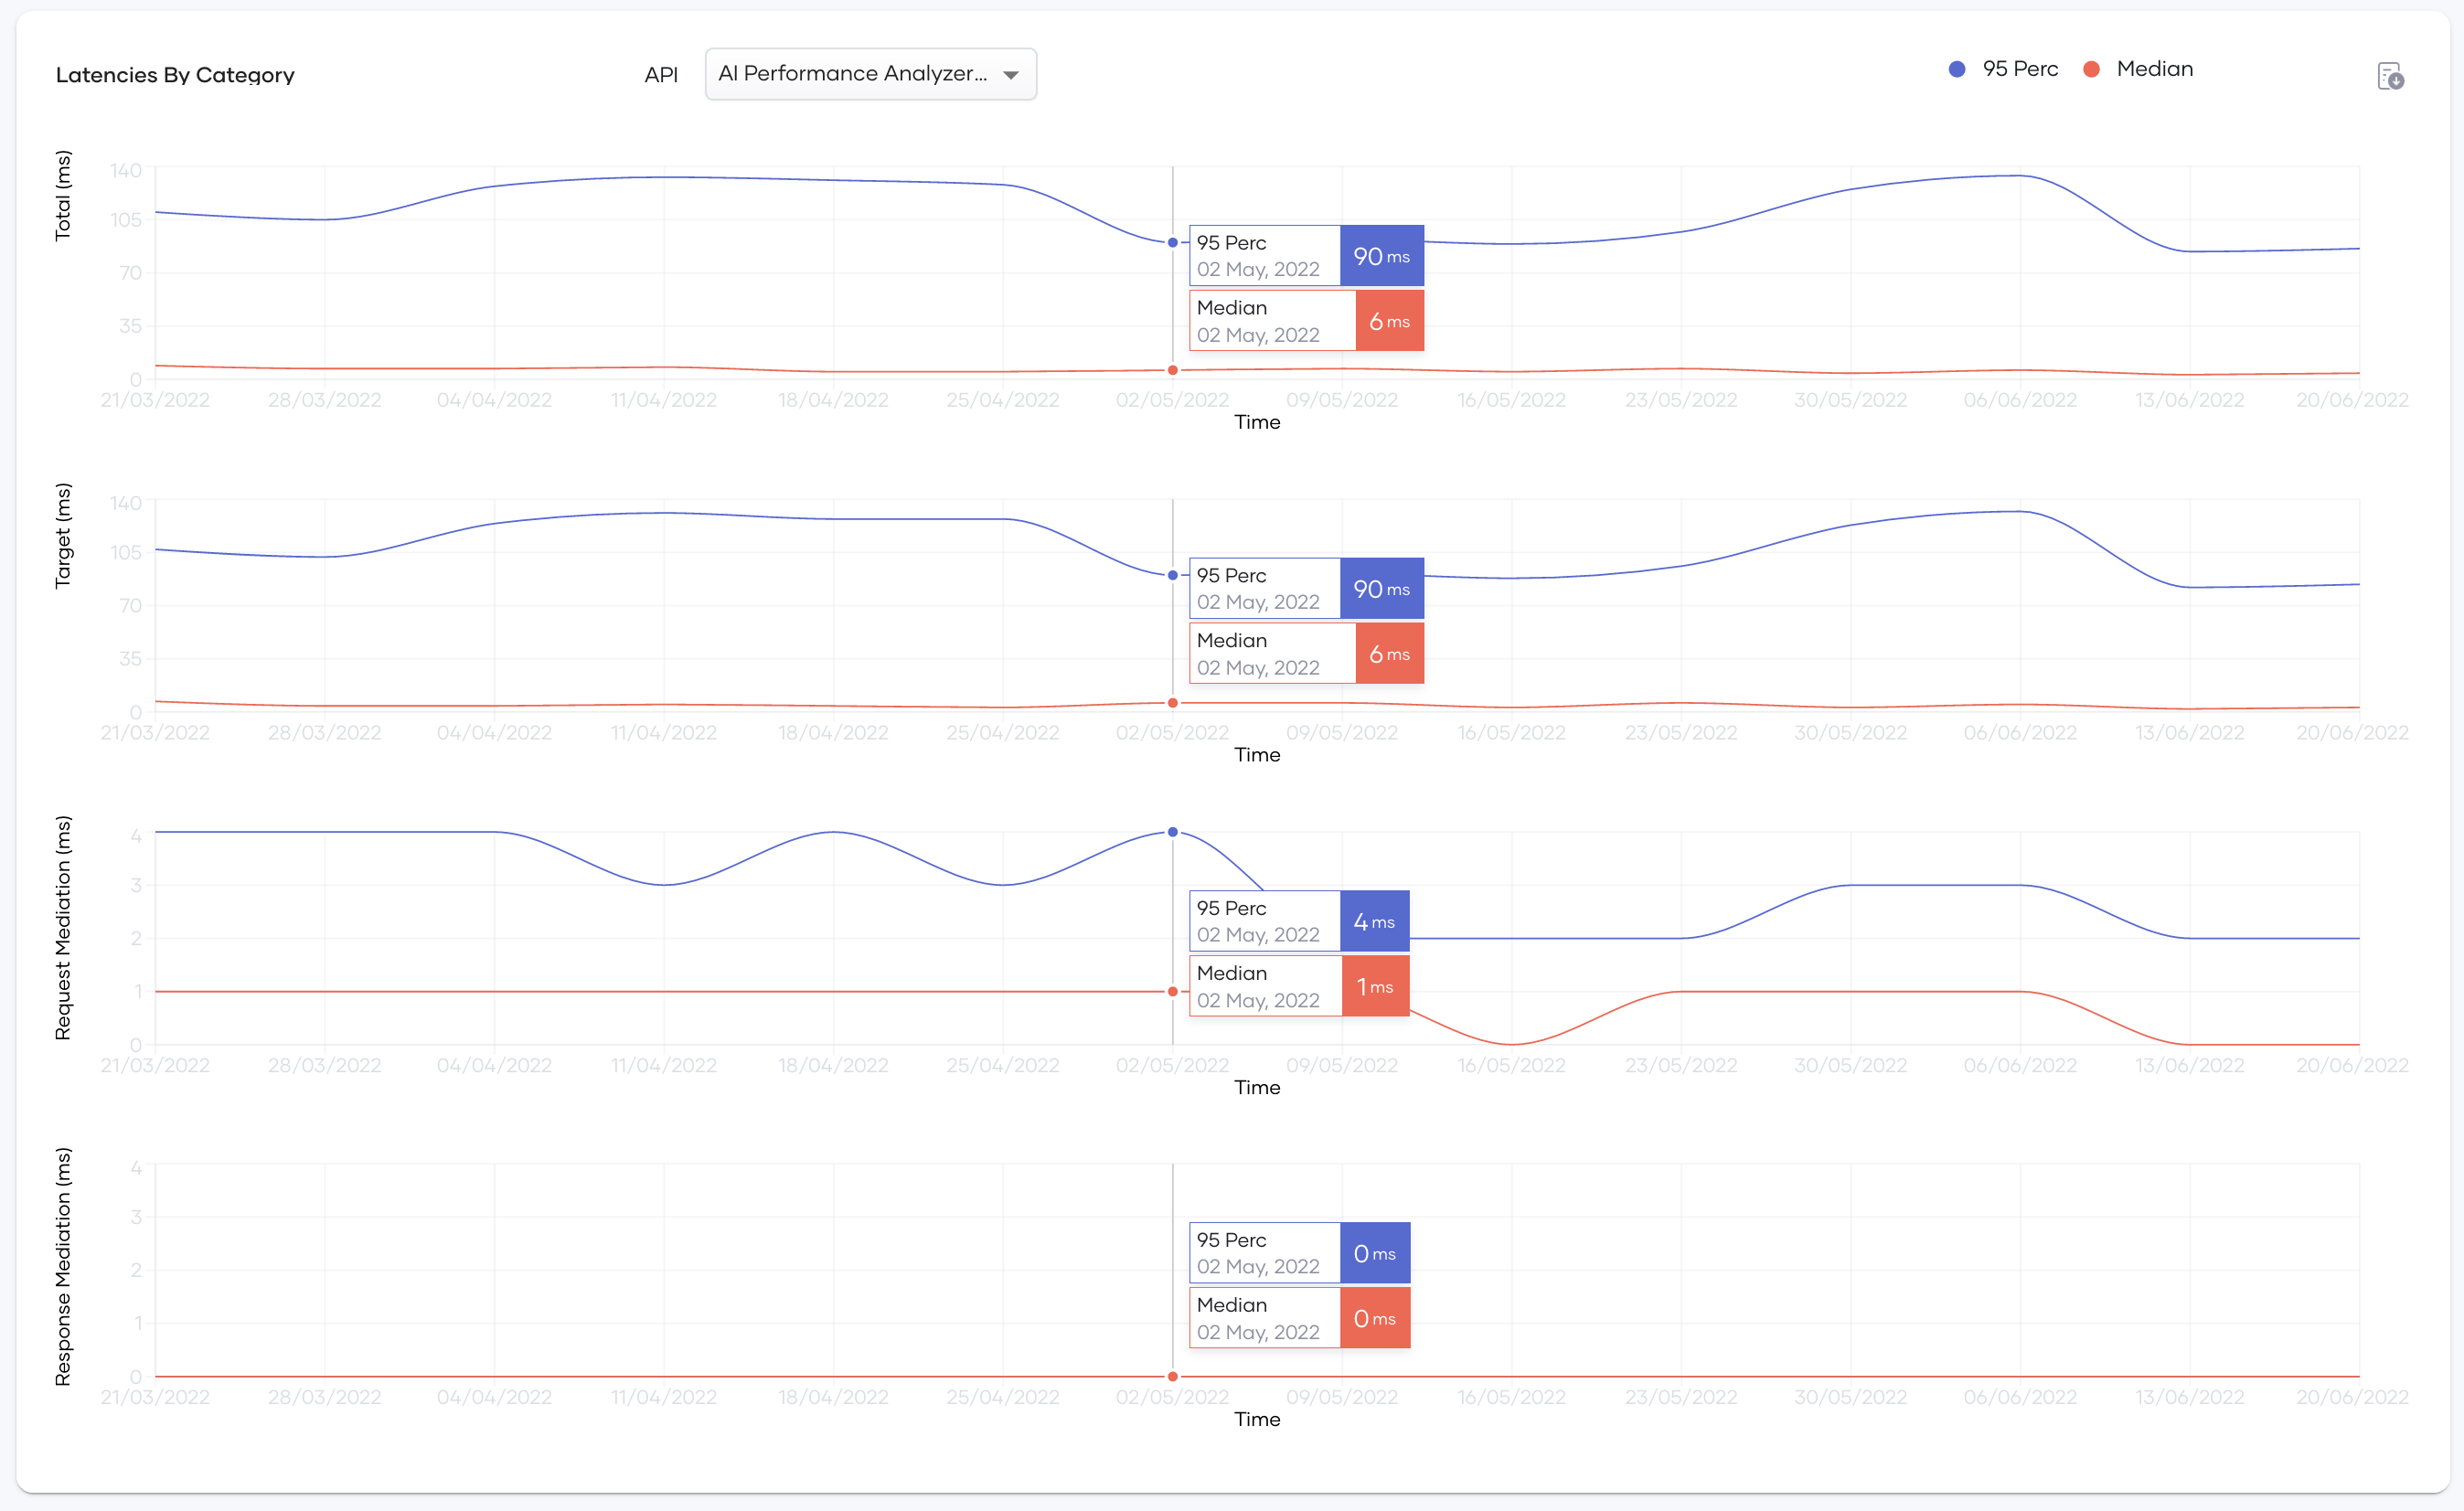 Latencies By Category
API
AI Performance Analyzer...
95 Perc
Median
Total (ms)
140
105
70
35
0
95 Perc
02 May, 2022
90 ms
Median
02 May, 2022
6 ms
21/03/2022 28/03/2022 04/04/2022 11/04/2022 18/04/2022 25/04/2022 02/05/2022 09/05/2022 16/05/2022 23/05/2022 30/05/2022 06/06/2022 13/06/2022 20/06/2022
Time
Target (ms)
140
105
70
35
0
95 Perc
02 May, 2022
90 ms
Median
02 May, 2022
6 ms
21/03/2022 28/03/2022 04/04/2022 11/04/2022 18/04/2022 25/04/2022 02/05/2022 09/05/2022 16/05/2022 23/05/2022 30/05/2022 06/06/2022 13/06/2022 20/06/2022
Time
Request Mediation (ms)
4
3
2
1
0
95 Perc
02 May, 2022
4 ms
Median
02 May, 2022
1 ms
21/03/2022 28/03/2022 04/04/2022 11/04/2022 18/04/2022 25/04/2022 02/05/2022 09/05/2022 16/05/2022 23/05/2022 30/05/2022 06/06/2022 13/06/2022 20/06/2022
Time
Response Mediation (ms)
4
3
2
1
0
95 Perc
02 May, 2022
0 ms
Median
02 May, 2022
0 ms
21/03/2022 28/03/2022 04/04/2022 11/04/2022 18/04/2022 25/04/2022 02/05/2022 09/05/2022 16/05/2022 23/05/2022 30/05/2022 06/06/2022 13/06/2022 20/06/2022
Time